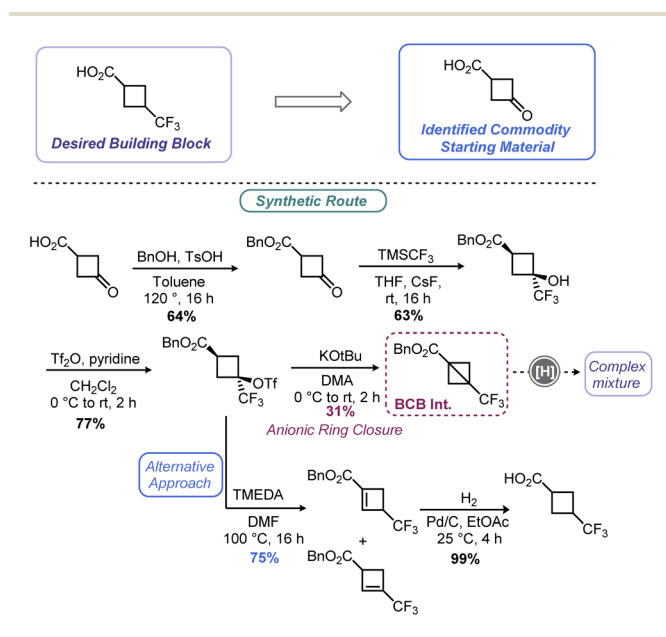 HO₂C
CF₃
Desired Building Block
HO₂C
O
Identified Commodity
Starting Material
Synthetic Route
HO₂C
O
BnOH, TsOH
Toluene
120 °, 16 h
64%
BnO₂C
O
TMSCF₃
THF, CsF,
rt, 16 h
63%
BnO₂C
OH
CF₃
Tf₂O, pyridine
CH₂Cl₂
0 °C to rt, 2 h
77%
BnO₂C
OTf
CF₃
KOtBu
DMA
0 °C to rt, 2 h
31%
Anionic Ring Closure
BnO₂C
CF₃
BCB Int.
[H]
Complex
mixture
Alternative
Approach
TMEDA
DMF
100 °C, 16 h
75%
BnO₂C
CF₃
+
BnO₂C
CF₃
H₂
Pd/C, EtOAc
25 °C, 4 h
99%
HO₂C
CF₃